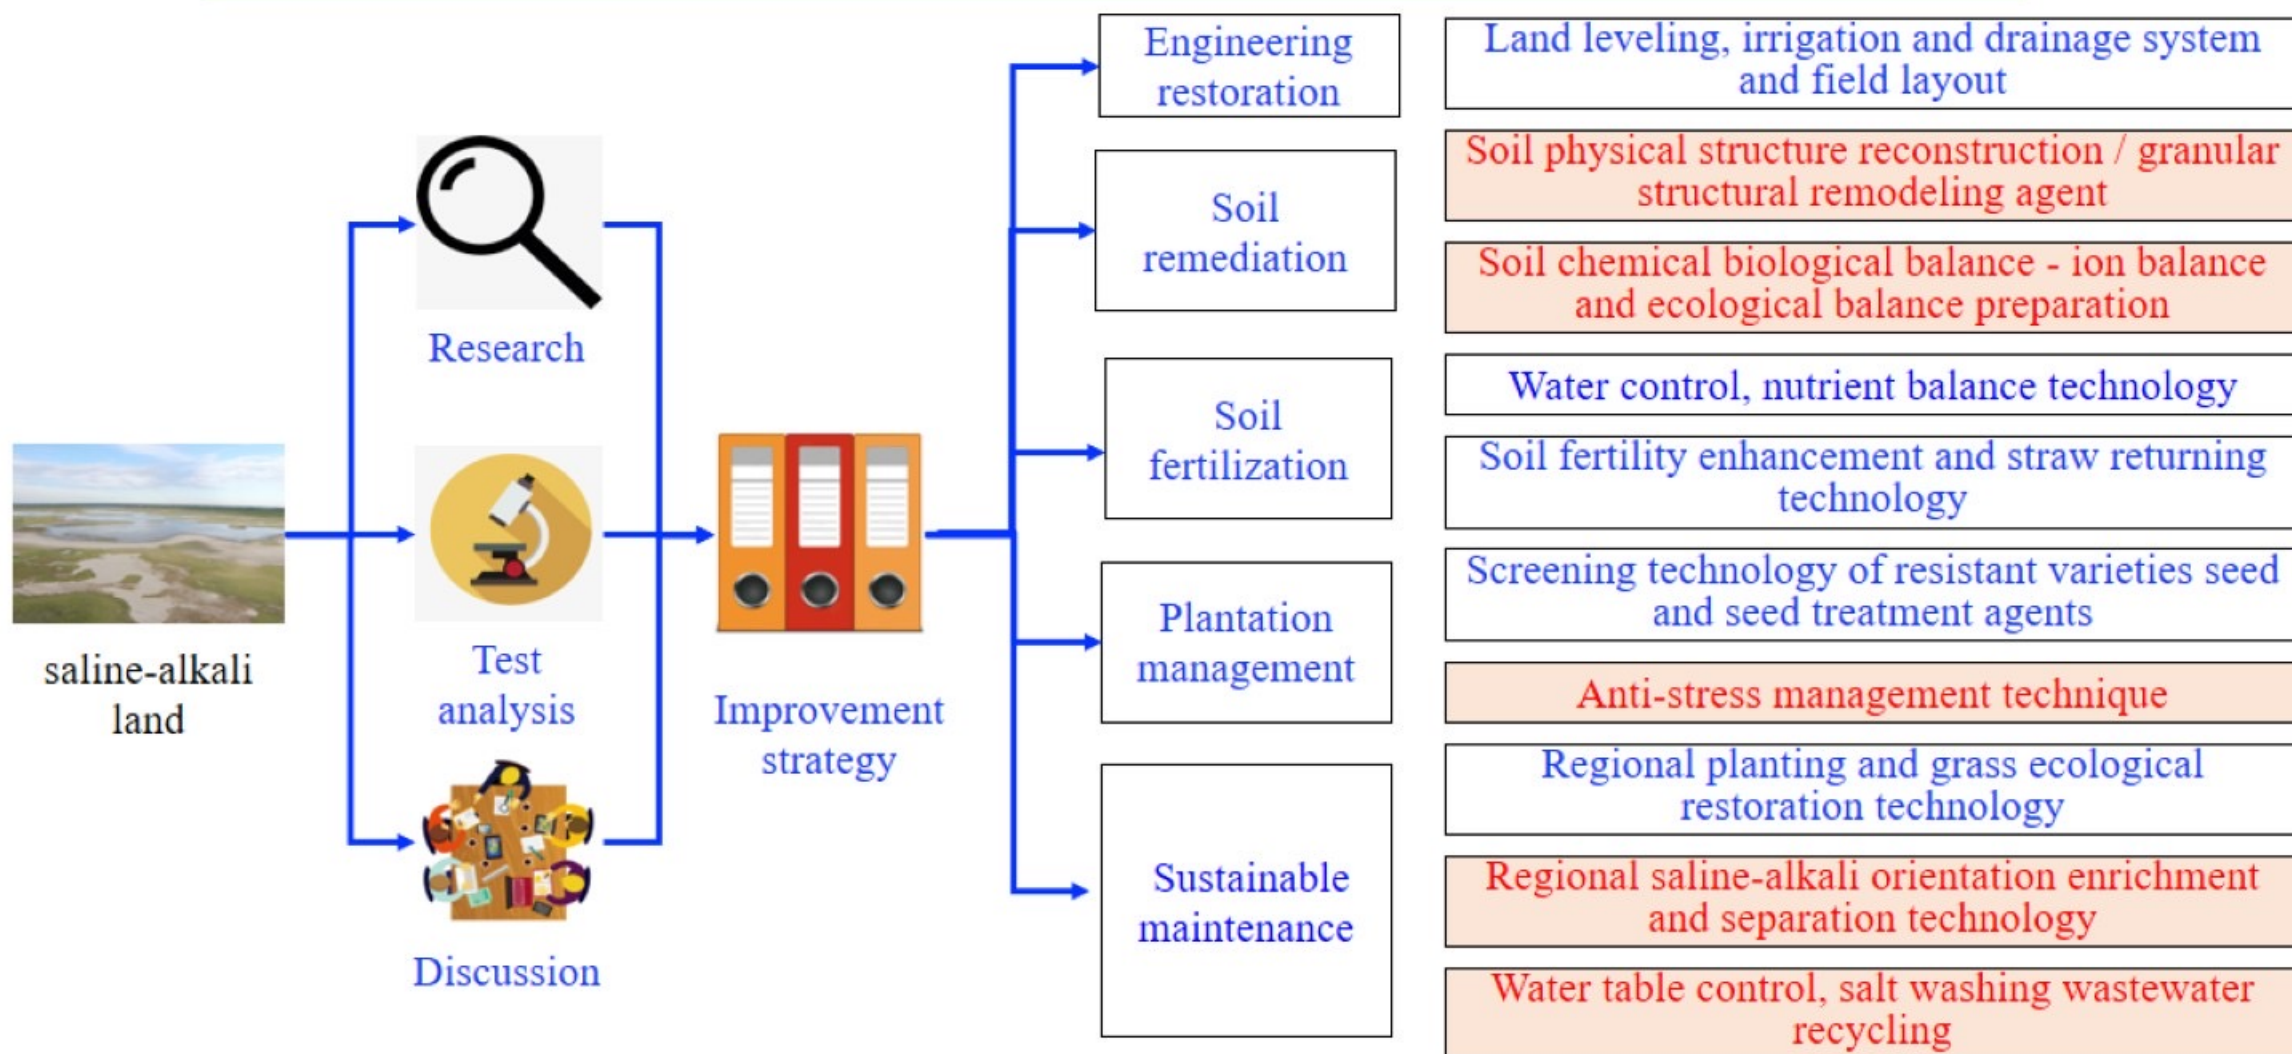 saline-alkali
land
Research
Test
analysis
Discussion
Improvement
strategy
Engineering
restoration
Soil
remediation
Soil
fertilization
Plantation
management
Sustainable
maintenance
Land leveling, irrigation and drainage system
and field layout
Soil physical structure reconstruction / granular
structural remodeling agent
Soil chemical biological balance - ion balance
and ecological balance preparation
Water control, nutrient balance technology
Soil fertility enhancement and straw returning
technology
Screening technology of resistant varieties seed
and seed treatment agents
Anti-stress management technique
Regional planting and grass ecological
restoration technology
Regional saline-alkali orientation enrichment
and separation technology
Water table control, salt washing wastewater
recycling